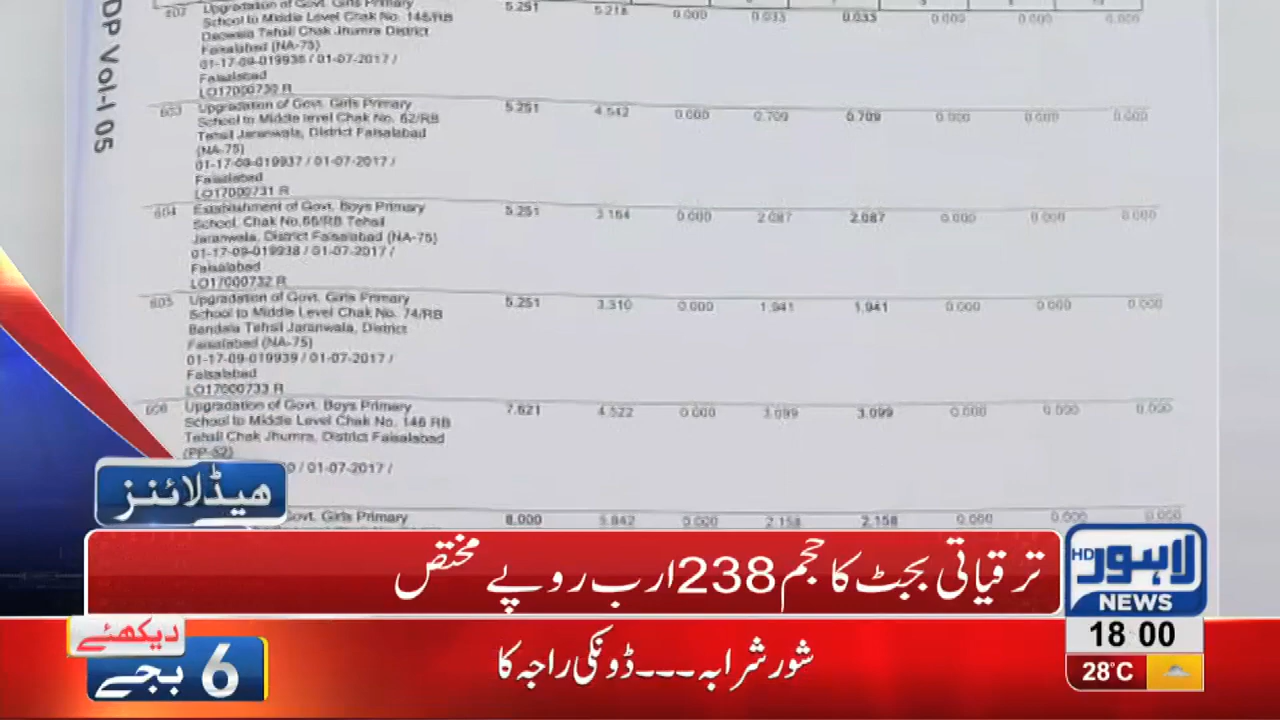 DP Vol-I 05
602 Upgradation of Govt. Girls Primary 5.251 5.218 0.000 0.033 0.033 0.000 0.000 0.000
School to Middle Level Chak No. 146/RB
Tehsil Chak Jhumra District
Faisalabad (NA-75)
01-17-09-019936 / 01-07-2017 /
Faisalabad
LO17000730 R
603 Upgradation of Govt. Girls Primary 5.251 4.542 0.000 0.709 0.709 0.000 0.000 0.000
School to Middle level Chak No. 62/RB
Tehsil Jaranwala, District Faisalabad
(NA-75)
01-17-09-019937 / 01-07-2017 /
Faisalabad
LO17000731 R
604 Establishment of Govt. Boys Primary 5.251 3.164 0.000 2.087 2.087 0.000 0.000 0.000
School, Chak No.66/RB Tehsil
Jaranwala, District Faisalabad (NA-75)
01-17-09-019938 / 01-07-2017 /
Faisalabad
LO17000732 R
605 Upgradation of Govt. Girls Primary 5.251 3.310 0.000 1.941 1.941 0.000 0.000 0.000
School to Middle Level Chak No. 74/RB
Bandala Tehsil Jaranwala, District
Faisalabad (NA-75)
01-17-09-019939 / 01-07-2017 /
Faisalabad
LO17000733 R
606 Upgradation of Govt. Boys Primary 7.621 4.522 0.000 3.099 3.099 0.000 0.000 0.000
School to Middle Level Chak No. 146 RB
Tehsil Chak Jhumra, District Faisalabad
(PP-52)
0 / 01-07-2017 /
ovt. Girls Primary 8.000 5.842 0.000 2.158 2.158 0.000 0.000 0.000
ہیڈلائنز
ترقیاتی بجٹ کا حجم 238 ارب روپے مختص
HD لاہور
NEWS
18 00
28°C
دیکھئے
6 بجے
شور شرابہ ۔۔۔ ڈونکی راجہ کا